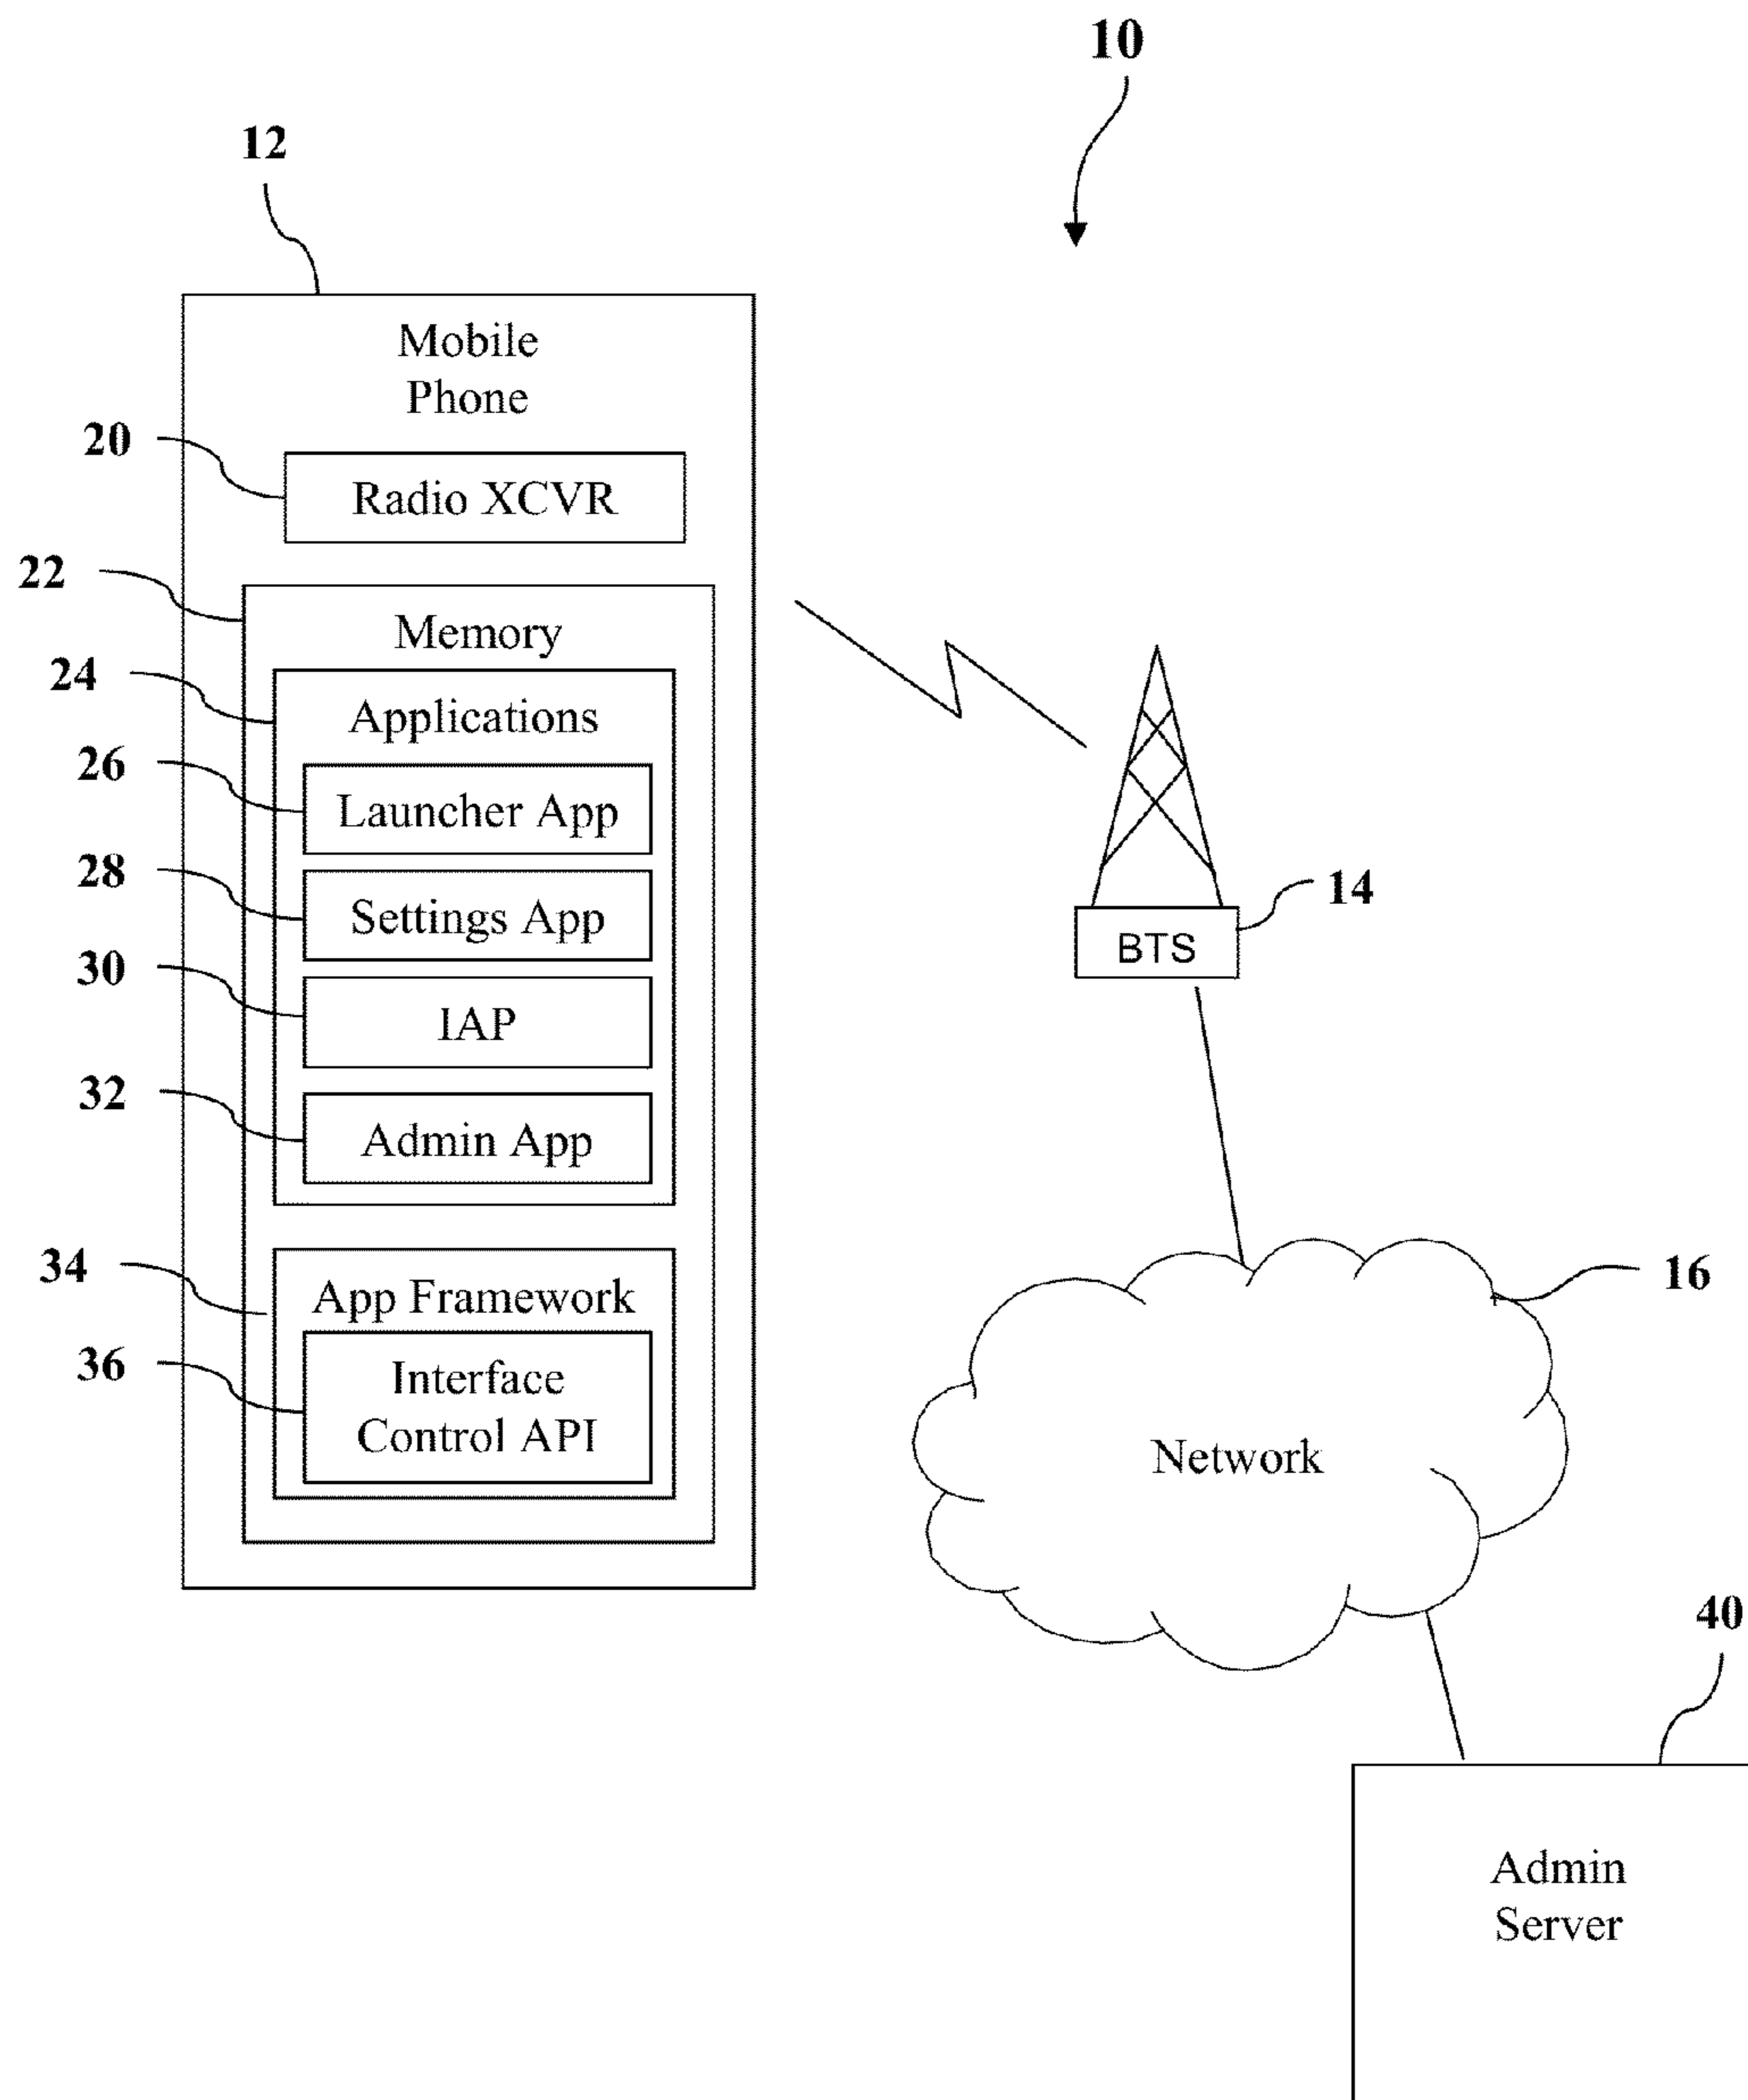 10
12
Mobile
Phone
20
Radio XCVR
22
Memory
24
Applications
26
Launcher App
28
Settings App
14
BTS
30
IAP
32
Admin App
34
App Framework
16
36
Interface
Control API
Network
40
Admin
Server